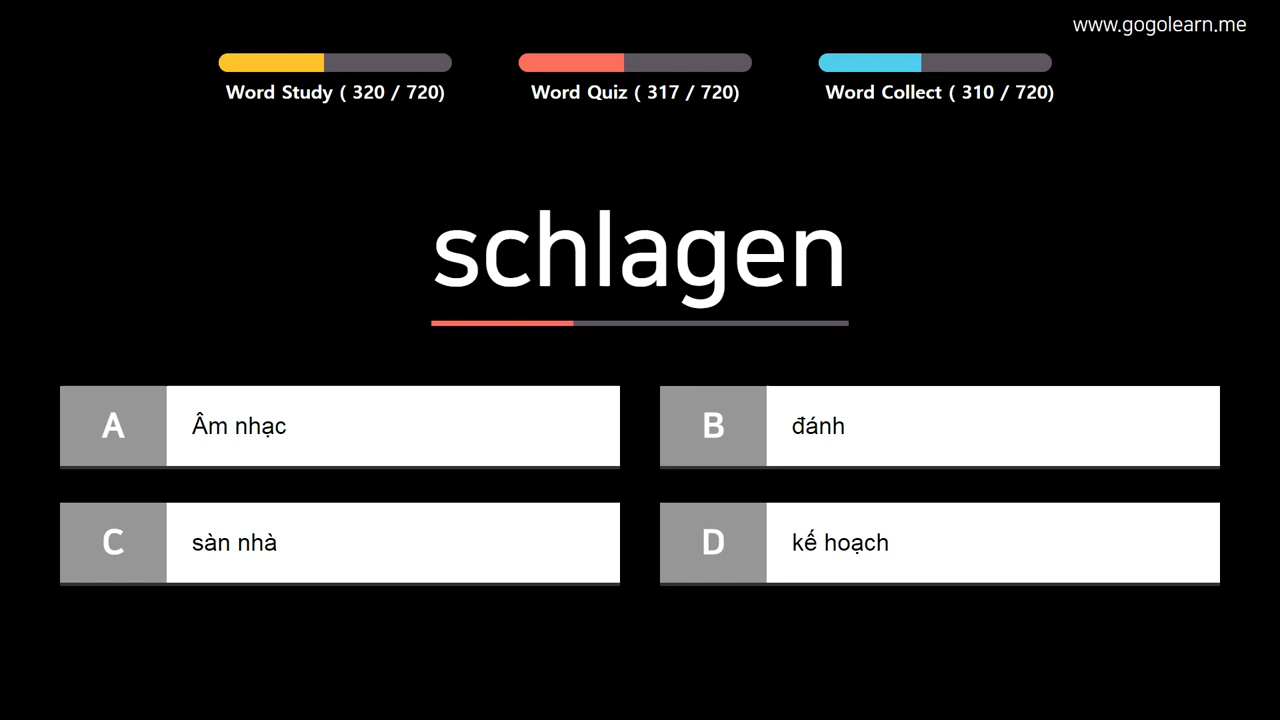 www.gogolearn.me
Word Study ( 320 / 720)
Word Quiz ( 317 / 720)
Word Collect ( 310 / 720)
schlagen
A
Âm nhạc
B
đánh
C
sàn nhà
D
kế hoạch